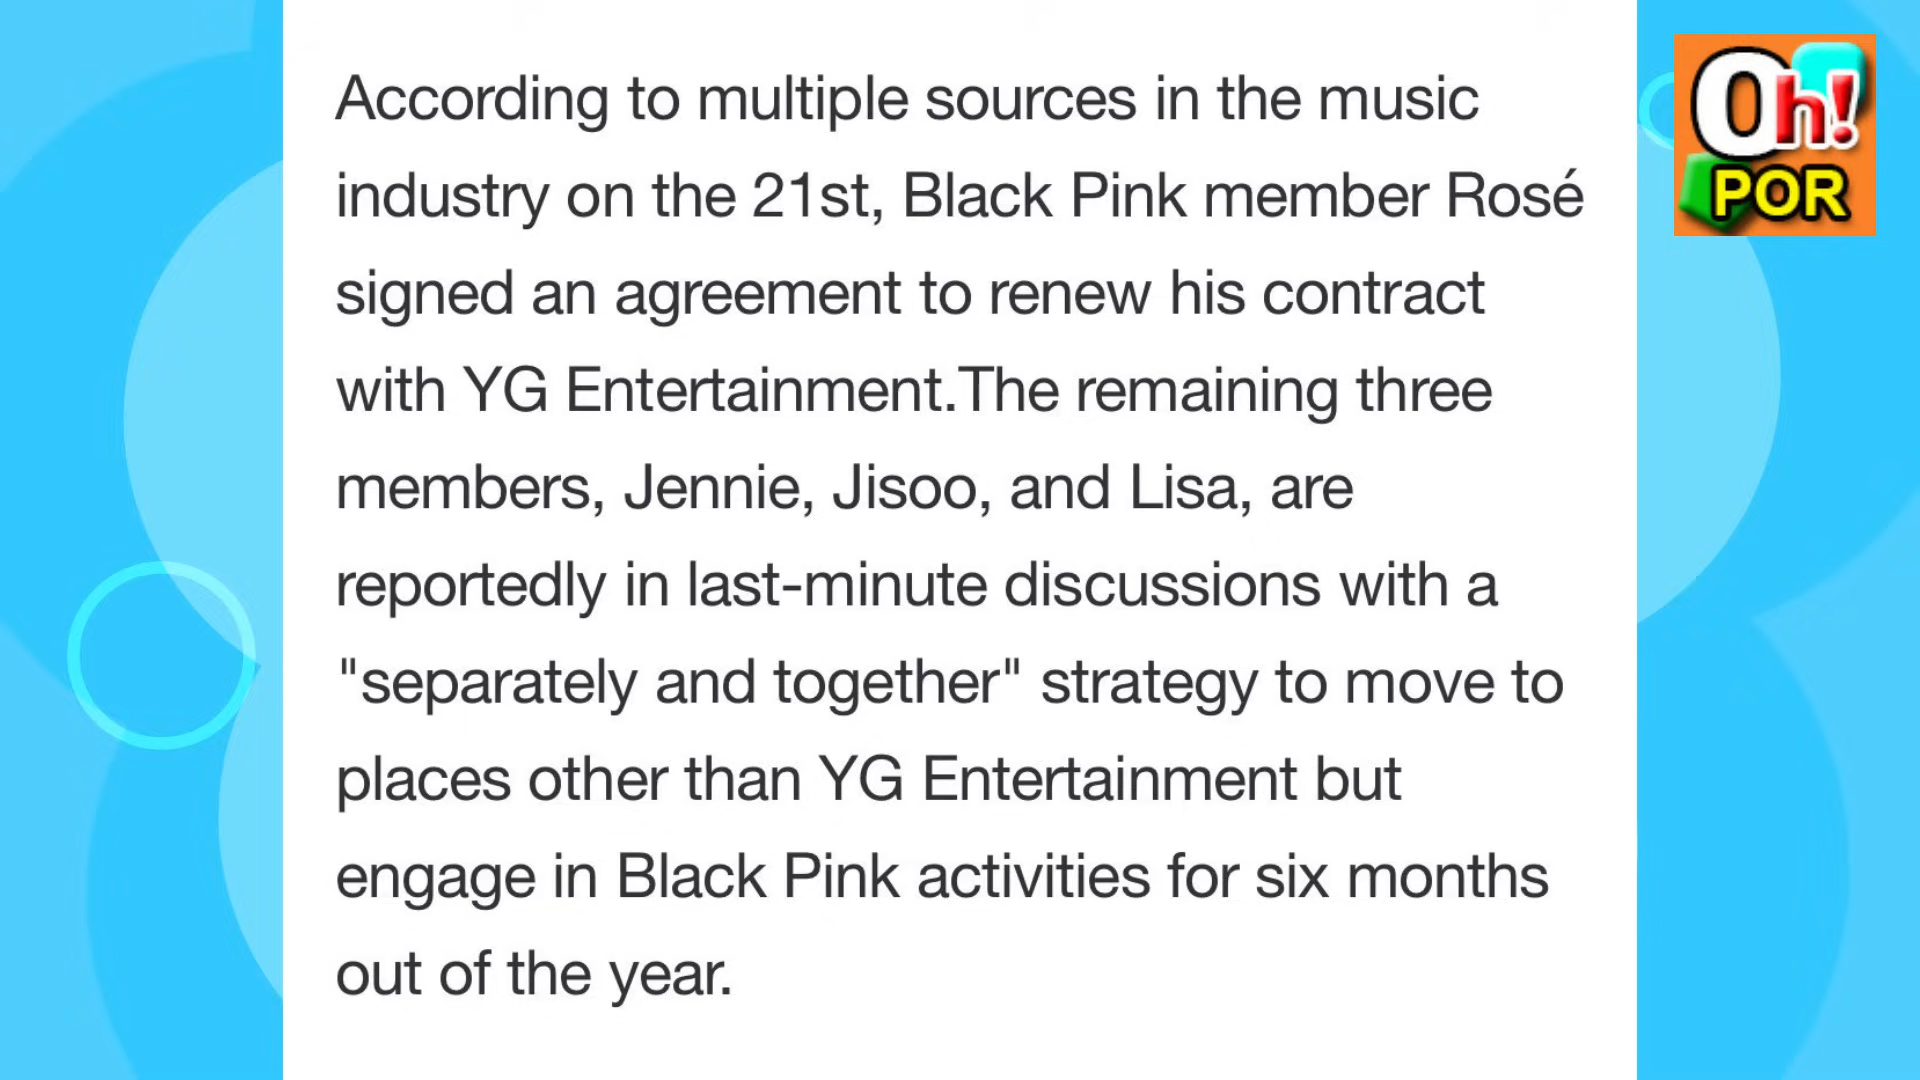 According to multiple sources in the music
industry on the 21st, Black Pink member Rosé
signed an agreement to renew his contract
with YG Entertainment.The remaining three
members, Jennie, Jisoo, and Lisa, are
reportedly in last-minute discussions with a
"separately and together" strategy to move to
places other than YG Entertainment but
engage in Black Pink activities for six months
out of the year.
Oh!
POR